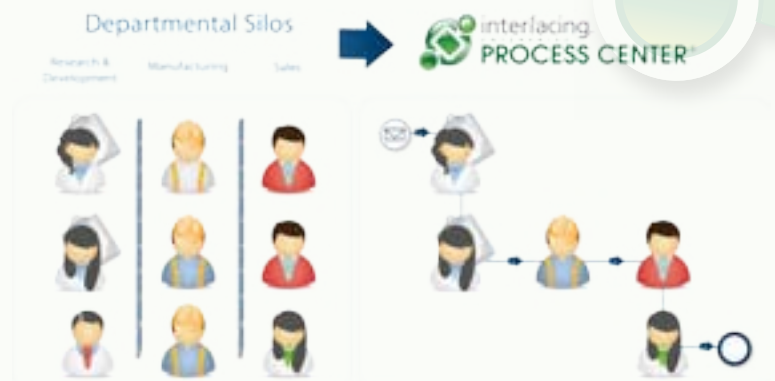 Departmental Silos
Research &
Development
Manufacturing
Sales
interfacing
PROCESS CENTER